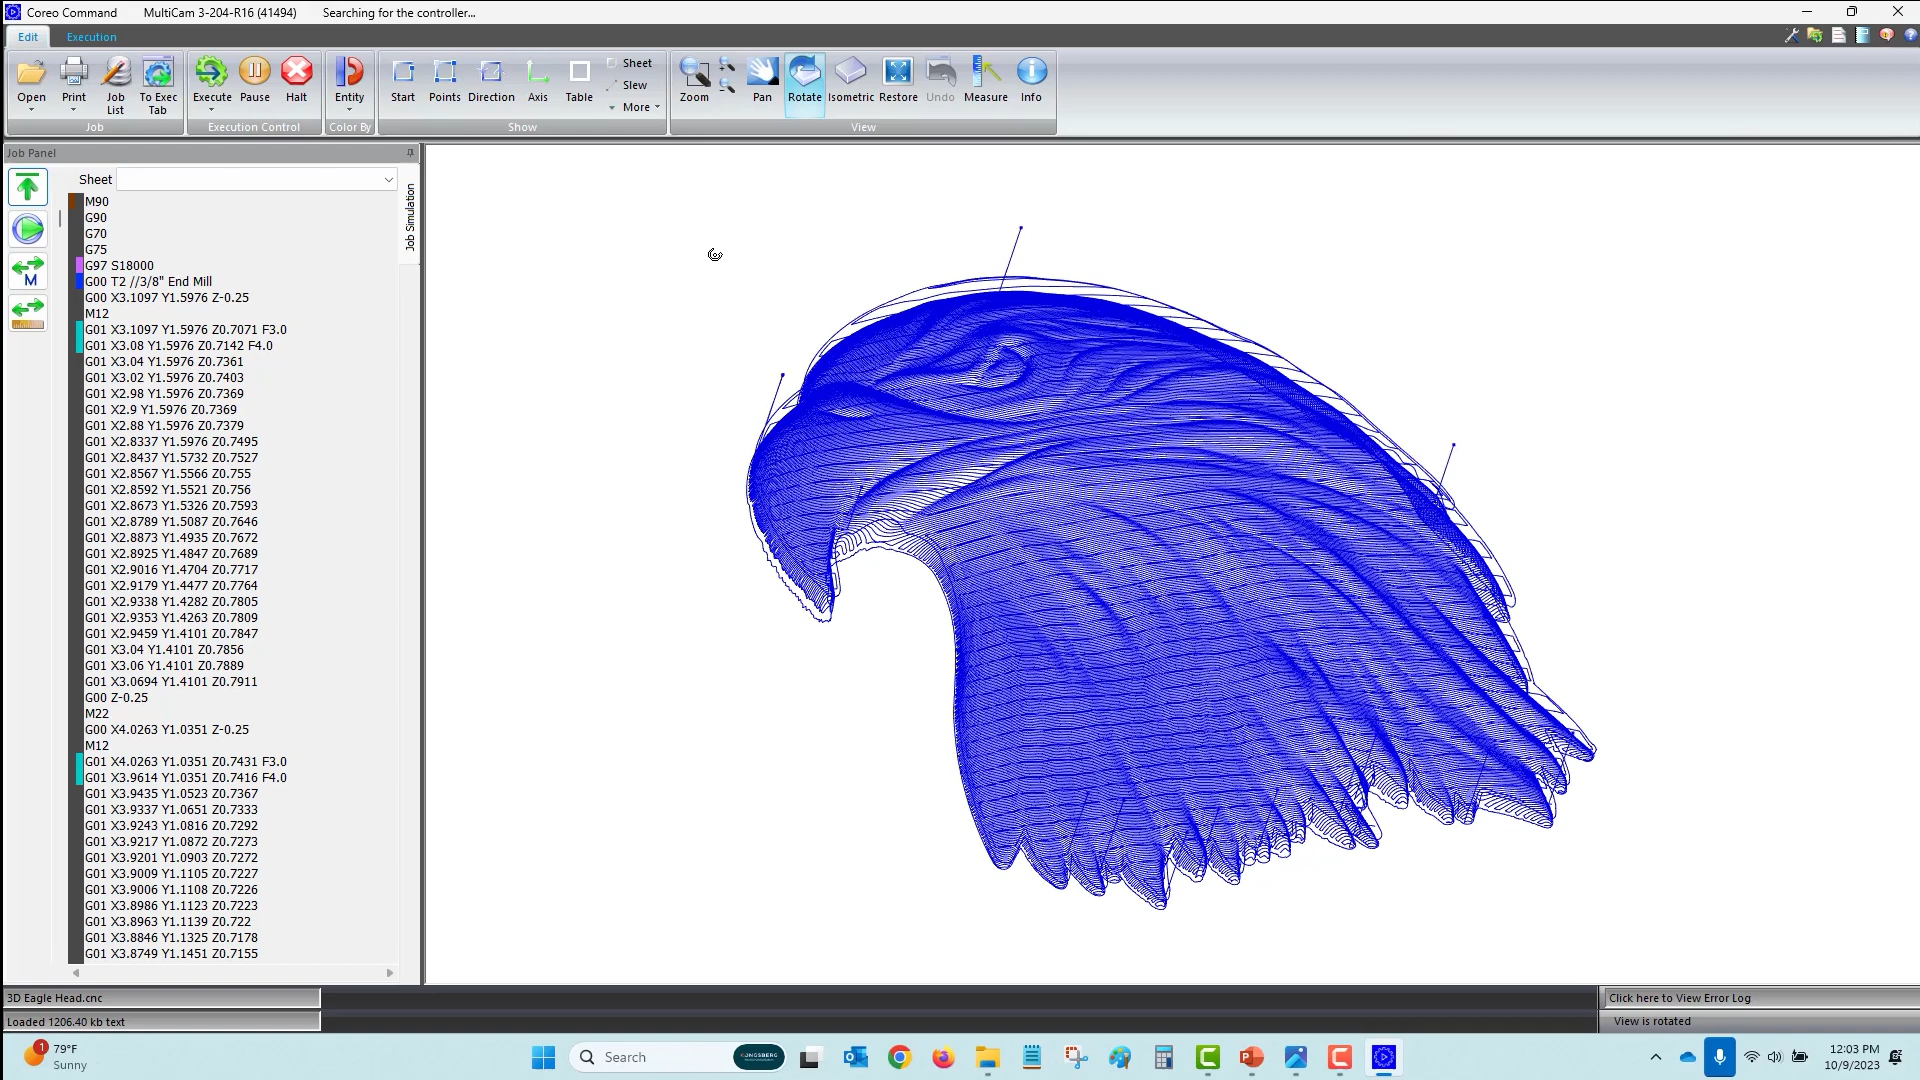 Coreo Command MultiCam 3-204-R16 (41494) Searching for the controller...
Edit Execution
Open Print Job List To Exec Tab
Job
Execute Pause Halt
Execution Control
Entity
Color By
Start Points Direction Axis Table
Sheet
Slew
More
Show
Zoom Pan Rotate Isometric Restore Undo Measure Info
View
Job Panel
Sheet
Job Simulation
M
M90
G90
G70
G75
G97 S18000
G00 T2 //3/8" End Mill
G00 X3.1097 Y1.5976 Z-0.25
M12
G01 X3.1097 Y1.5976 Z0.7071 F3.0
G01 X3.08 Y1.5976 Z0.7142 F4.0
G01 X3.04 Y1.5976 Z0.7361
G01 X3.02 Y1.5976 Z0.7403
G01 X2.98 Y1.5976 Z0.7369
G01 X2.9 Y1.5976 Z0.7369
G01 X2.88 Y1.5976 Z0.7379
G01 X2.8337 Y1.5976 Z0.7495
G01 X2.8437 Y1.5732 Z0.7527
G01 X2.8567 Y1.5566 Z0.755
G01 X2.8592 Y1.5521 Z0.756
G01 X2.8673 Y1.5326 Z0.7593
G01 X2.8789 Y1.5087 Z0.7646
G01 X2.8873 Y1.4935 Z0.7672
G01 X2.8925 Y1.4847 Z0.7689
G01 X2.9016 Y1.4704 Z0.7717
G01 X2.9179 Y1.4477 Z0.7764
G01 X2.9338 Y1.4282 Z0.7805
G01 X2.9353 Y1.4263 Z0.7809
G01 X2.9459 Y1.4101 Z0.7847
G01 X3.04 Y1.4101 Z0.7856
G01 X3.06 Y1.4101 Z0.7889
G01 X3.0694 Y1.4101 Z0.7911
G00 Z-0.25
M22
G00 X4.0263 Y1.0351 Z-0.25
M12
G01 X4.0263 Y1.0351 Z0.7431 F3.0
G01 X3.9614 Y1.0351 Z0.7416 F4.0
G01 X3.9435 Y1.0523 Z0.7367
G01 X3.9337 Y1.0651 Z0.7333
G01 X3.9243 Y1.0816 Z0.7292
G01 X3.9217 Y1.0872 Z0.7273
G01 X3.9201 Y1.0903 Z0.7272
G01 X3.9009 Y1.1105 Z0.7227
G01 X3.9006 Y1.1108 Z0.7226
G01 X3.8986 Y1.1123 Z0.7223
G01 X3.8963 Y1.1139 Z0.722
G01 X3.8846 Y1.1325 Z0.7178
G01 X3.8749 Y1.1451 Z0.7155
3D Eagle Head.cnc
Click here to View Error Log
Loaded 1206.40 kb text
View is rotated
1
79°F
Sunny
Search
KONGSBERG
12:03 PM
10/9/2023